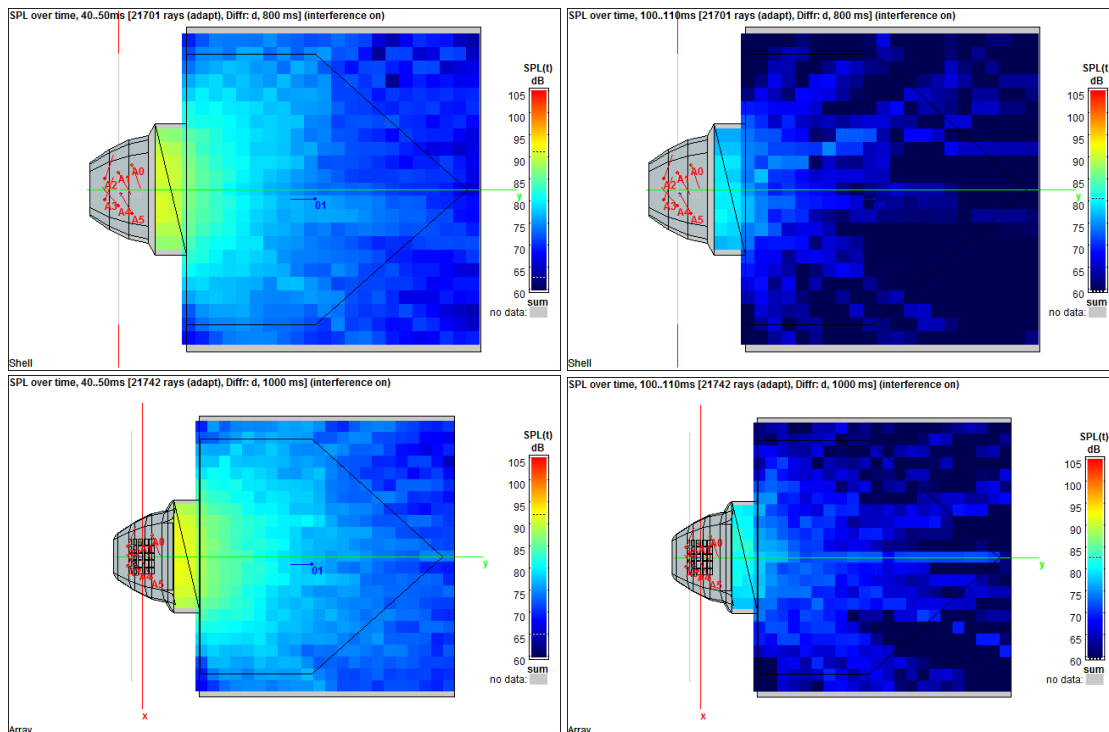 SPL over time, 40..50ms [21701 rays (adapt), Diffr: d, 800 ms] (interference on)
SPL(t)
dB
105
100
95
90
85
80
75
70
65
60
sum
no data:
A0
A1
A2
A3
A4
A5
01
y
Shell
SPL over time, 100..110ms [21701 rays (adapt), Diffr: d, 800 ms] (interference on)
SPL(t)
dB
105
100
95
90
85
80
75
70
65
60
sum
no data:
A0
A1
A2
A3
A4
A5
y
Shell
SPL over time, 40..50ms [21742 rays (adapt), Diffr: d, 1000 ms] (interference on)
SPL(t)
dB
105
100
95
90
85
80
75
70
65
60
sum
no data:
A0
A5
01
y
x
Array
SPL over time, 100..110ms [21742 rays (adapt), Diffr: d, 1000 ms] (interference on)
SPL(t)
dB
105
100
95
90
85
80
75
70
65
60
sum
no data:
A0
A5
y
x
Array